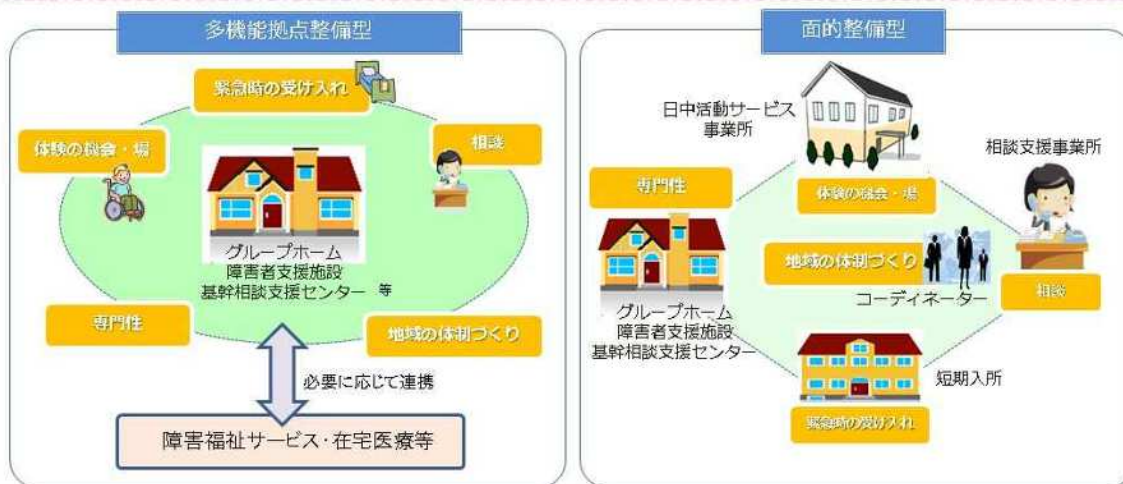 多機能拠点整備型
緊急時の受け入れ
体験の機会・場
相談
グループホーム
障害者支援施設
基幹相談支援センター 等
専門性
地域の体制づくり
必要に応じて連携
障害福祉サービス・在宅医療等
面的整備型
日中活動サービス
事業所
相談支援事業所
専門性
体験の機会・場
地域の体制づくり
コーディネーター
相談
グループホーム
障害者支援施設
基幹相談支援センター
短期入所
緊急時の受け入れ